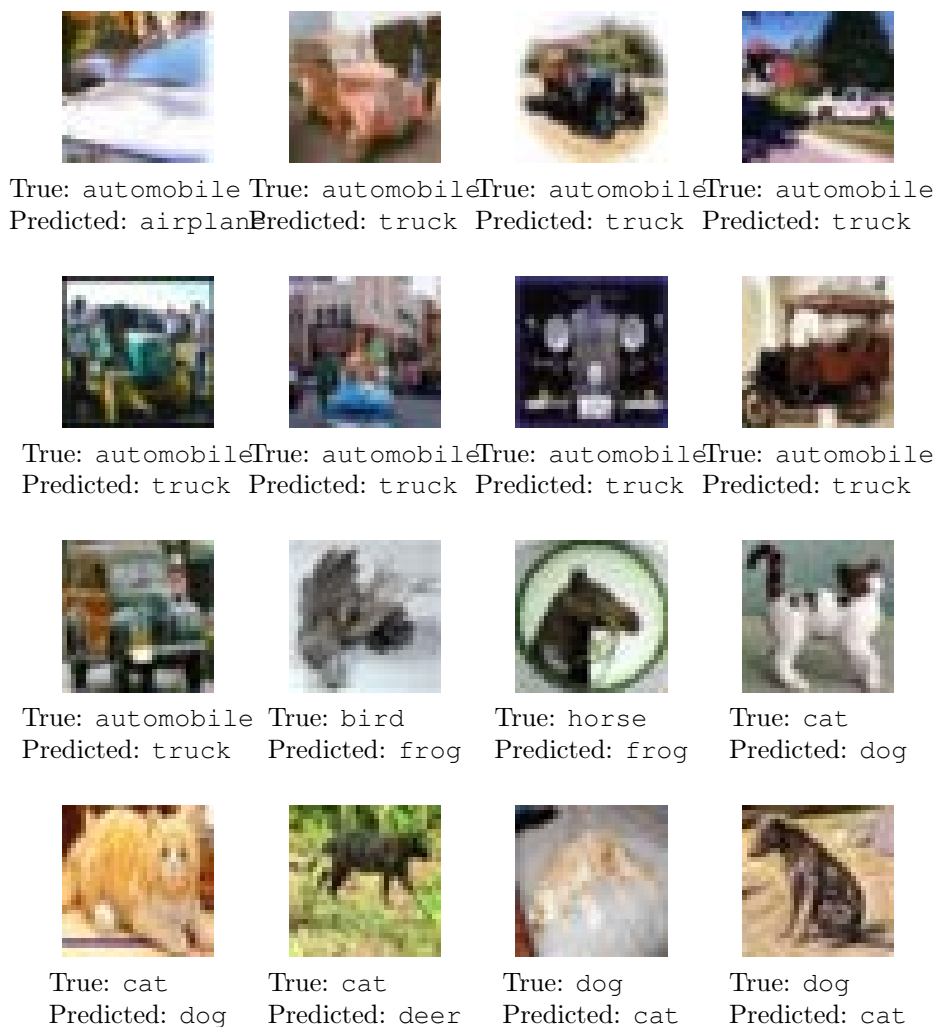 True: automobile True: automobile True: automobile True: automobile
Predicted: airplane Predicted: truck Predicted: truck Predicted: truck
True: automobile True: automobile True: automobile True: automobile
Predicted: truck Predicted: truck Predicted: truck Predicted: truck
True: automobile True: bird True: horse True: cat
Predicted: truck Predicted: frog Predicted: frog Predicted: dog
True: cat True: cat True: dog True: dog
Predicted: dog Predicted: deer Predicted: cat Predicted: cat